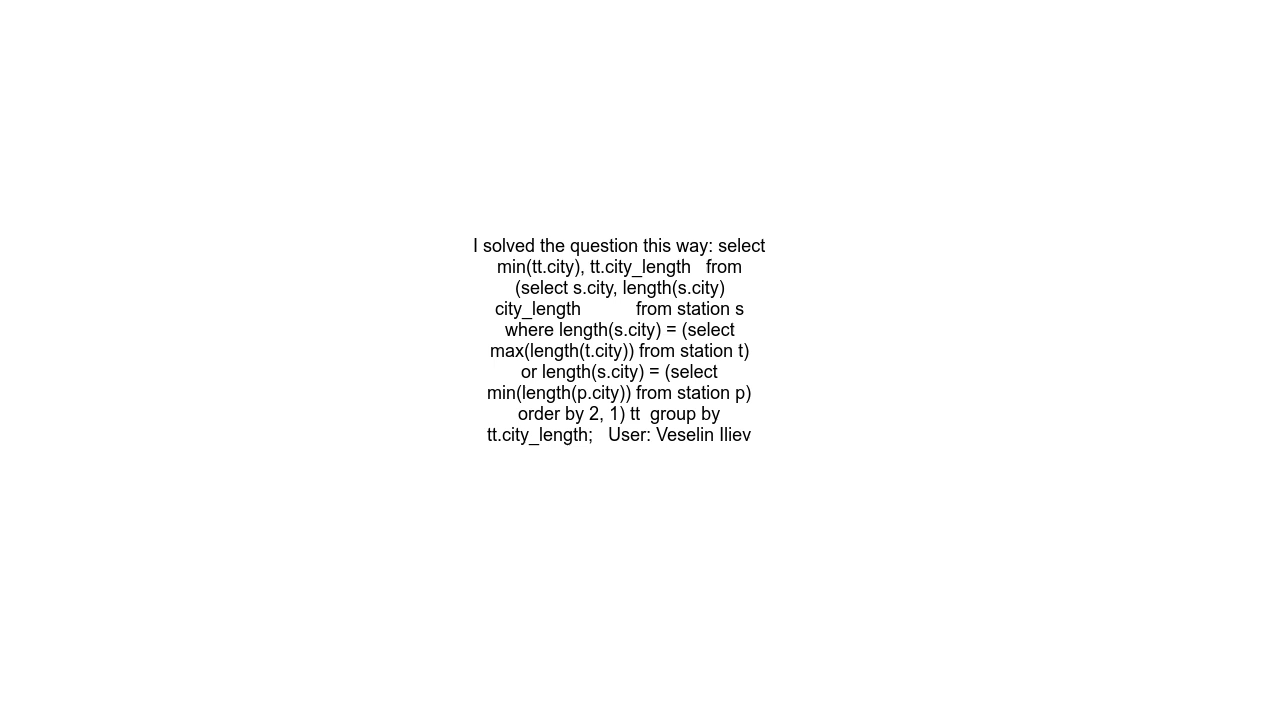 I solved the question this way: select
min(tt.city), tt.city_length   from
(select s.city, length(s.city)
city_length           from station s
where length(s.city) = (select
max(length(t.city)) from station t)
or length(s.city) = (select
min(length(p.city)) from station p)
order by 2, 1) tt  group by
tt.city_length;   User: Veselin Iliev